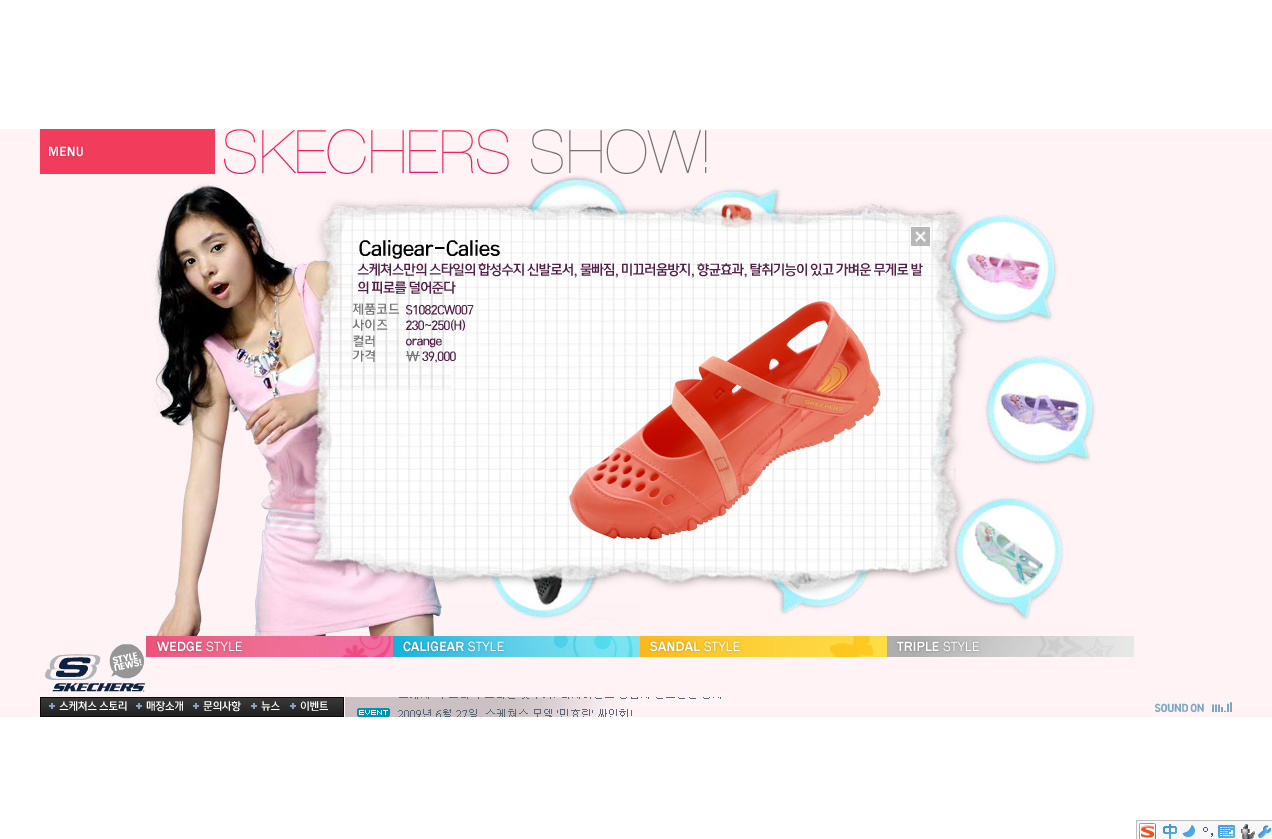 MENU
SKECHERS SHOW!
Caligear-Calies
스케쳐스만의 스타일의 합성수지 신발로서, 물빠짐, 미끄러움방지, 향균효과, 탈취기능이 있고 가벼운 무게로 발
의 피로를 덜어준다
제품코드 S1082CW007
사이즈 230~250(H)
컬러 orange
가격 ₩ 39,000
SKECHERS
WEDGE STYLE
CALIGEAR STYLE
SANDAL STYLE
TRIPLE STYLE
STYLE NEWS!
S SKECHERS
스케쳐스 스토리 매장소개 문의사항 뉴스 이벤트
EVENT 2009년 6월 27일, 스케쳐스 모델 '민효린' 싸인회!
SOUND ON
S 中